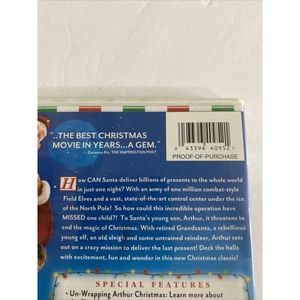 "..THE BEST CHRISTMAS
MOVIE IN YEARS...A GEM."
Zorianna Kit, THE HUFFINGTON POST
8 43396 40952
PROOF-OF-PURCHASE
How CAN Santa deliver billions of presents to the whole world
in just one night? With an army of one million combat-style
Field Elves and a vast, state-of-the-art control center under the ice
of the North Pole! So how could this incredible operation have
MISSED one child?! To Santa's young son, Arthur, it threatens to
end the magic of Christmas. With retired Grandsanta, a rebellious
young elf, an old sleigh and some untrained reindeer, Arthur
sets out on a crazy mission to deliver the last present! Deck the halls
with excitement, fun and wonder in this new Christmas classic!
SPECIAL FEATURES
• Un-Wrapping Arthur Christmas: Learn more about